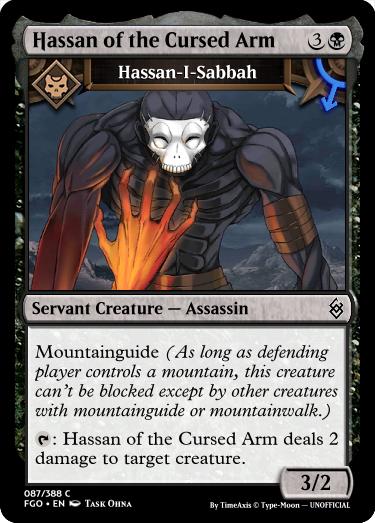 Hassan of the Cursed Arm 3
Hassan-I-Sabbah
Servant Creature — Assassin
Mountainguide (As long as defending
player controls a mountain, this creature
can't be blocked except by other creatures
with mountainguide or mountainwalk.)
: Hassan of the Cursed Arm deals 2
damage to target creature.
3/2
087/388 C
FGO • EN Task Ohna
By TimeAxis © Type-Moon — UNOFFICIAL